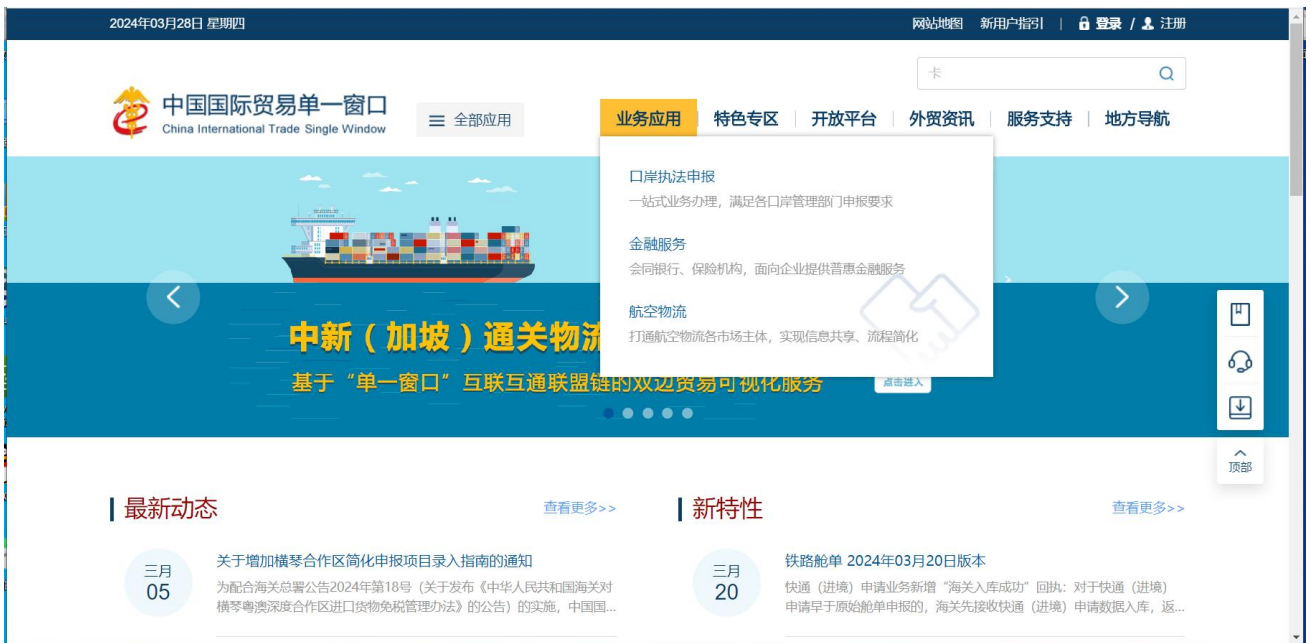 2024年03月28日 星期四
网站地图 新用户指引 | 登录 / 注册
卡
中国国际贸易单一窗口
China International Trade Single Window
全部应用
业务应用 特色专区 开放平台 外贸资讯 服务支持 地方导航
口岸执法申报
一站式业务办理，满足各口岸管理部门申报要求
金融服务
会同银行、保险机构，面向企业提供普惠金融服务
航空物流
打通航空物流各市场主体，实现信息共享、流程简化
中新（加坡）通关物流
基于“单一窗口”互联互通联盟链的双边贸易可视化服务
点击进入
顶部
最新动态
查看更多>>
三月
05
关于增加横琴合作区简化申报项目录入指南的通知
为配合海关总署公告2024年第18号（关于发布《中华人民共和国海关对
横琴粤澳深度合作区进口货物免税管理办法》的公告）的实施，中国国...
新特性
查看更多>>
三月
20
铁路舱单 2024年03月20日版本
快通（进境）申请业务新增“海关入库成功”回执：对于快通（进境）
申请早于原始舱单申报的，海关先接收快通（进境）申请数据入库，返...